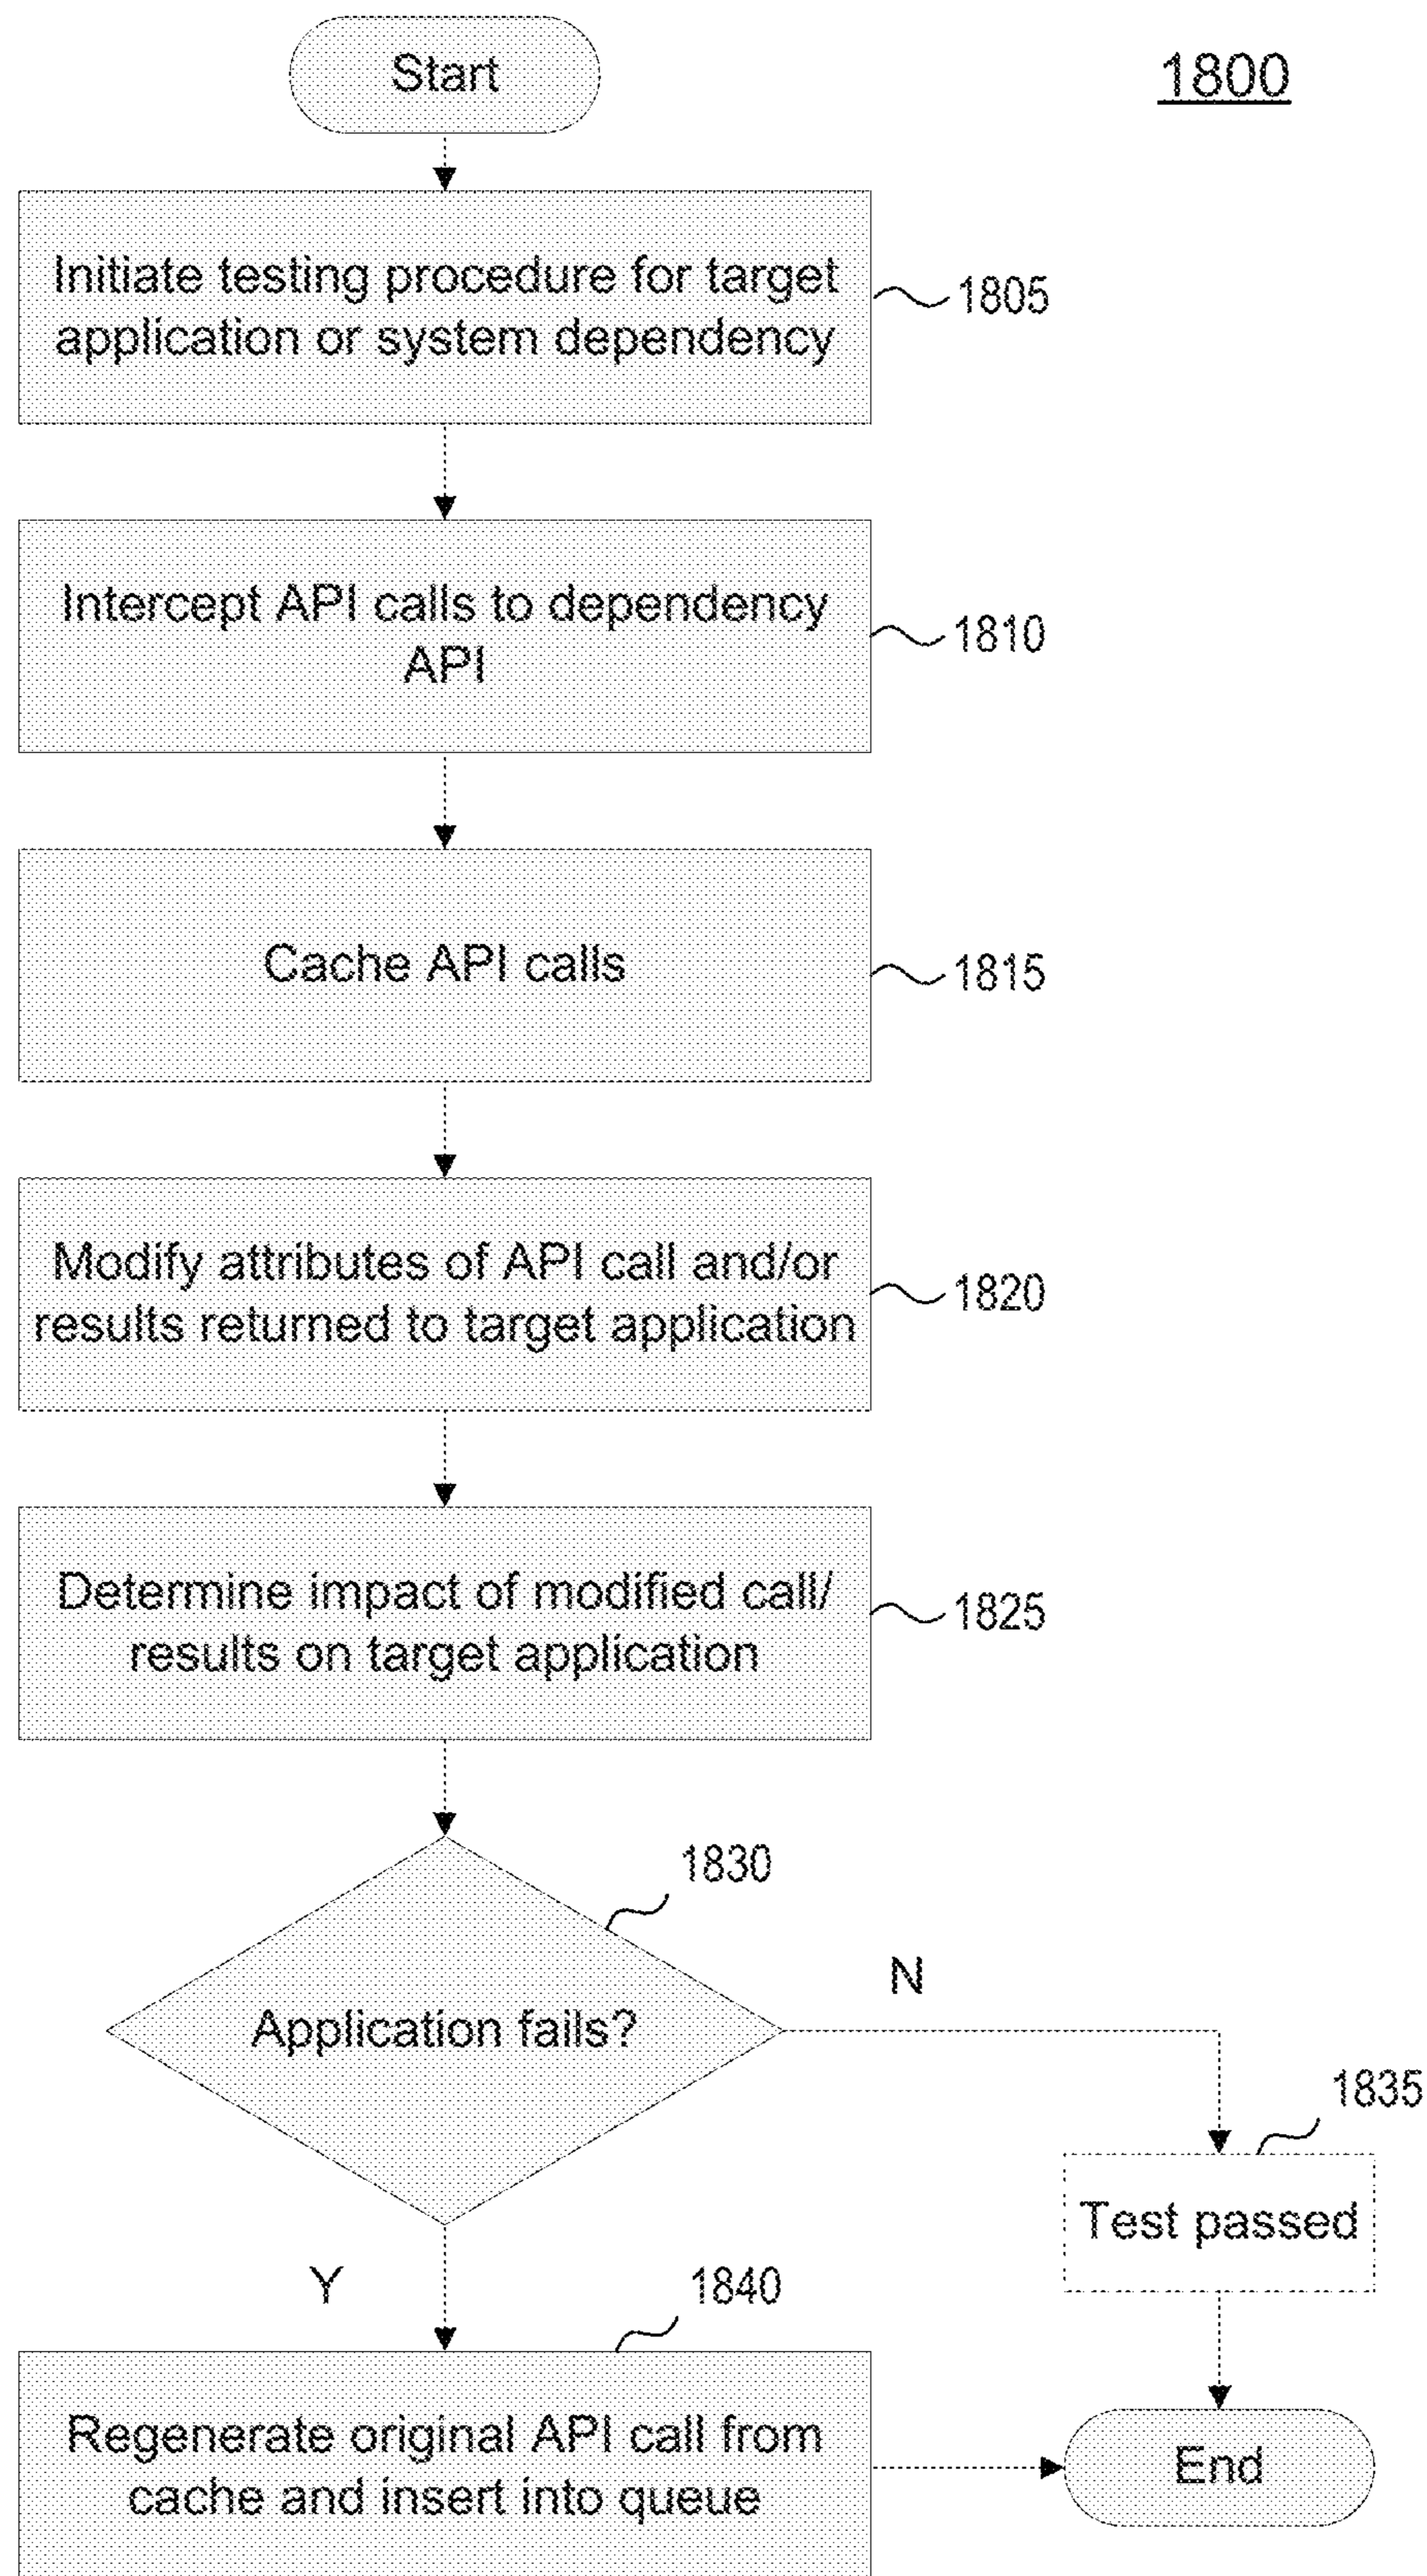 Start
1800
Initiate testing procedure for target
application or system dependency
1805
Intercept API calls to dependency
API
1810
Cache API calls
1815
Modify attributes of API call and/or
results returned to target application
1820
Determine impact of modified call/
results on target application
1825
1830
Application fails?
N
1835
Test passed
Y
1840
Regenerate original API call from
cache and insert into queue
End